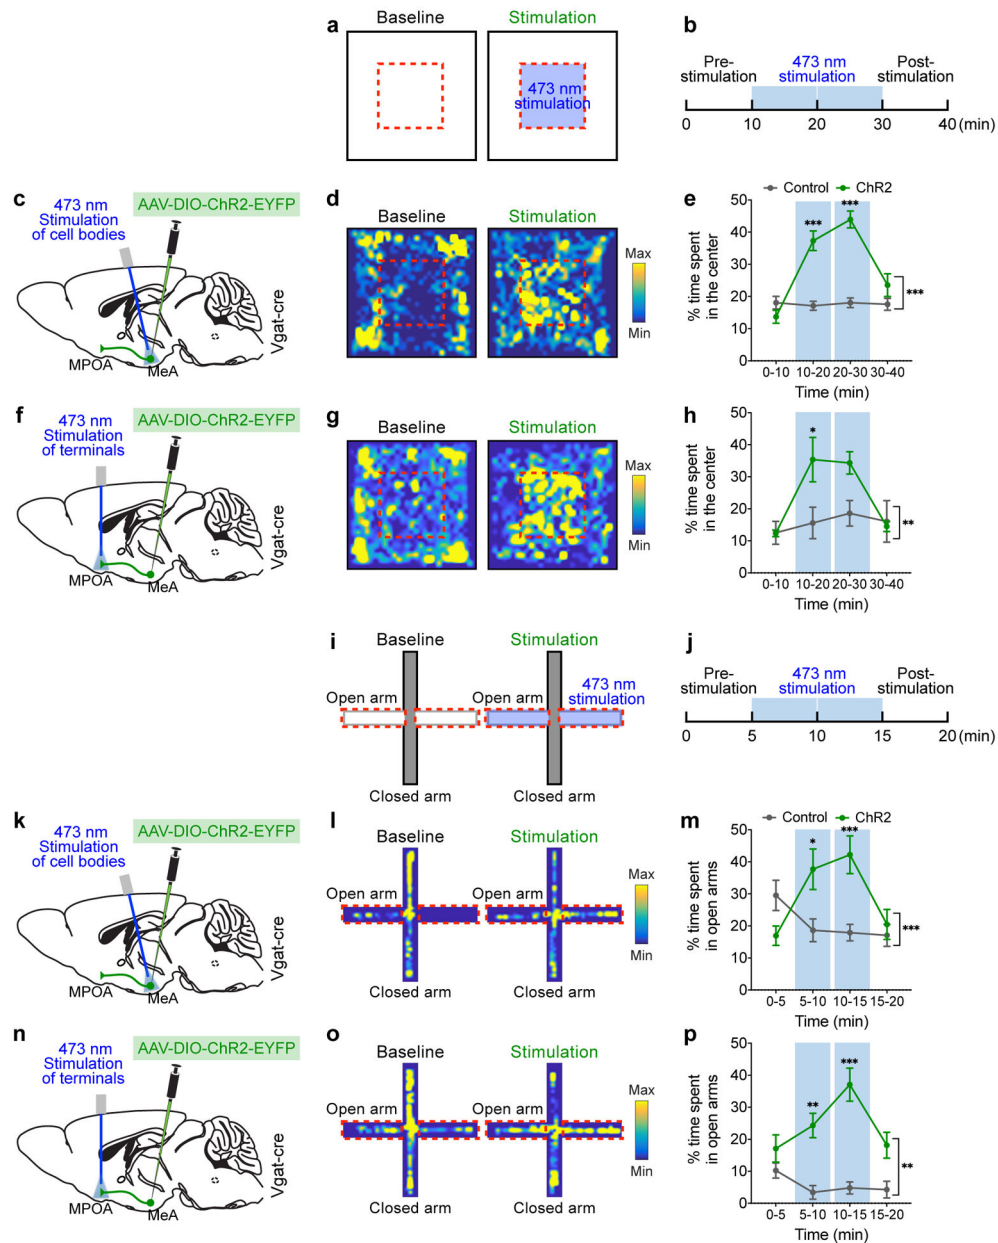 a
Baseline
Stimulation
473 nm
stimulation
b
Pre-
stimulation
473 nm
stimulation
Post-
stimulation
0
10
20
30
40 (min)
c
473 nm
Stimulation
of cell bodies
AAV-DIO-ChR2-EYFP
MPOA
MeA
Vgat-cre
d
Baseline
Stimulation
Max
Min
e
Control
ChR2
% time spent
in the center
50
40
30
20
10
0
***
***
***
0-10
10-20
20-30
30-40
Time (min)
f
473 nm
Stimulation
of terminals
AAV-DIO-ChR2-EYFP
MPOA
MeA
Vgat-cre
g
Baseline
Stimulation
Max
Min
h
% time spent
in the center
50
40
30
20
10
0
*
**
0-10
10-20
20-30
30-40
Time (min)
i
Baseline
Stimulation
Open arm
Open arm
473 nm
stimulation
Closed arm
Closed arm
j
Pre-
stimulation
473 nm
stimulation
Post-
stimulation
0
5
10
15
20 (min)
k
473 nm
Stimulation
of cell bodies
AAV-DIO-ChR2-EYFP
MPOA
MeA
Vgat-cre
l
Baseline
Stimulation
Open arm
Open arm
Closed arm
Closed arm
Max
Min
m
Control
ChR2
% time spent
in open arms
50
40
30
20
10
0
*
***
***
0-5
5-10
10-15
15-20
Time (min)
n
473 nm
Stimulation
of terminals
AAV-DIO-ChR2-EYFP
MPOA
MeA
Vgat-cre
o
Baseline
Stimulation
Open arm
Open arm
Closed arm
Closed arm
Max
Min
p
% time spent
in open arms
50
40
30
20
10
0
**
***
**
0-5
5-10
10-15
15-20
Time (min)